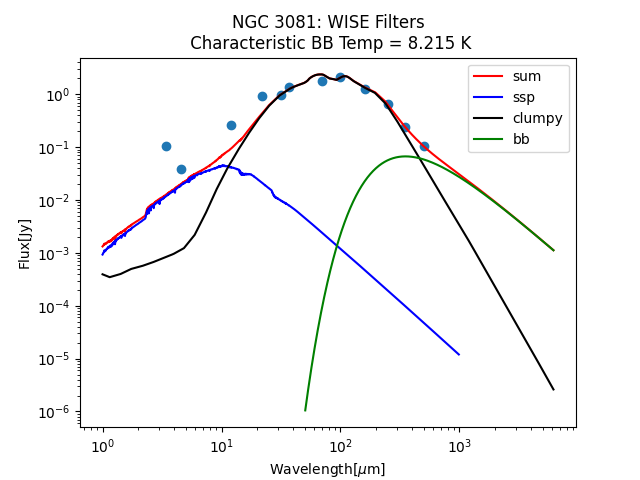 NGC 3081: WISE Filters
Characteristic BB Temp = 8.215 K
sum
ssp
clumpy
bb
Flux[Jy]
10⁰
10⁻¹
10⁻²
10⁻³
10⁻⁴
10⁻⁵
10⁻⁶
10⁰ 10¹ 10² 10³
Wavelength[μm]